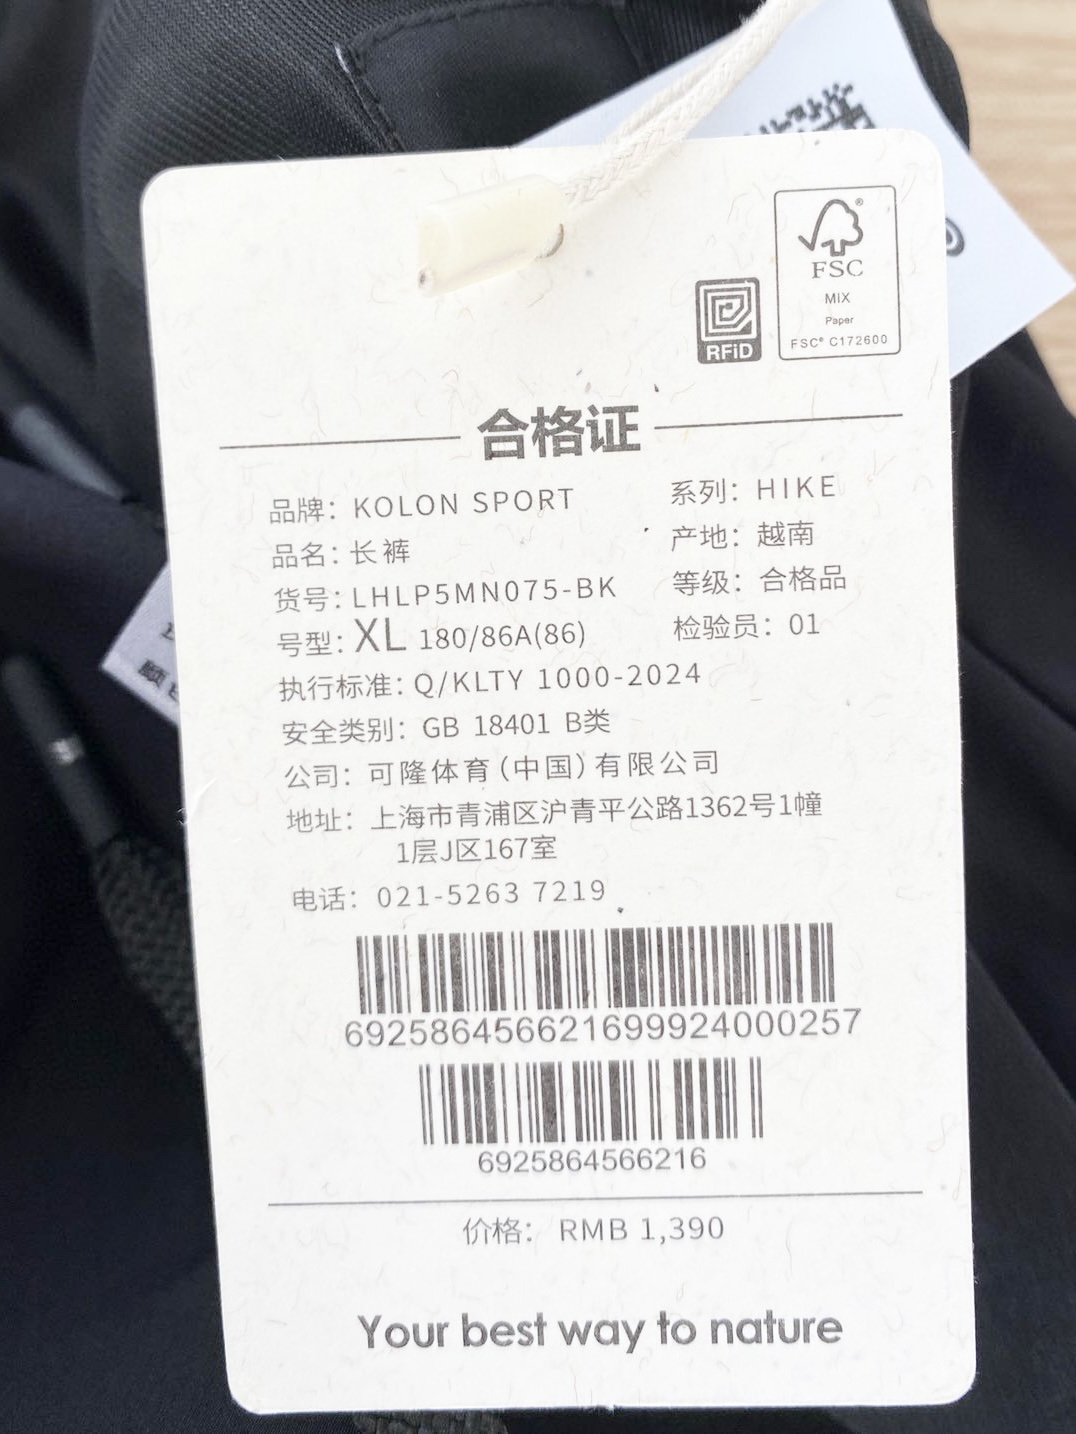 FSC
MIX
Paper
FSC® C172600
RFiD
合格证
品牌：KOLON SPORT 系列：HIKE
品名：长裤 产地：越南
货号：LHLP5MN075-BK 等级：合格品
号型：XL 180/86A(86) 检验员：01
执行标准：Q/KLTY 1000-2024
安全类别：GB 18401 B类
公司：可隆体育(中国)有限公司
地址：上海市青浦区沪青平公路1362号1幢
1层J区167室
电话：021-5263 7219
692586456621699924000257
6925864566216
价格：RMB 1,390
Your best way to nature